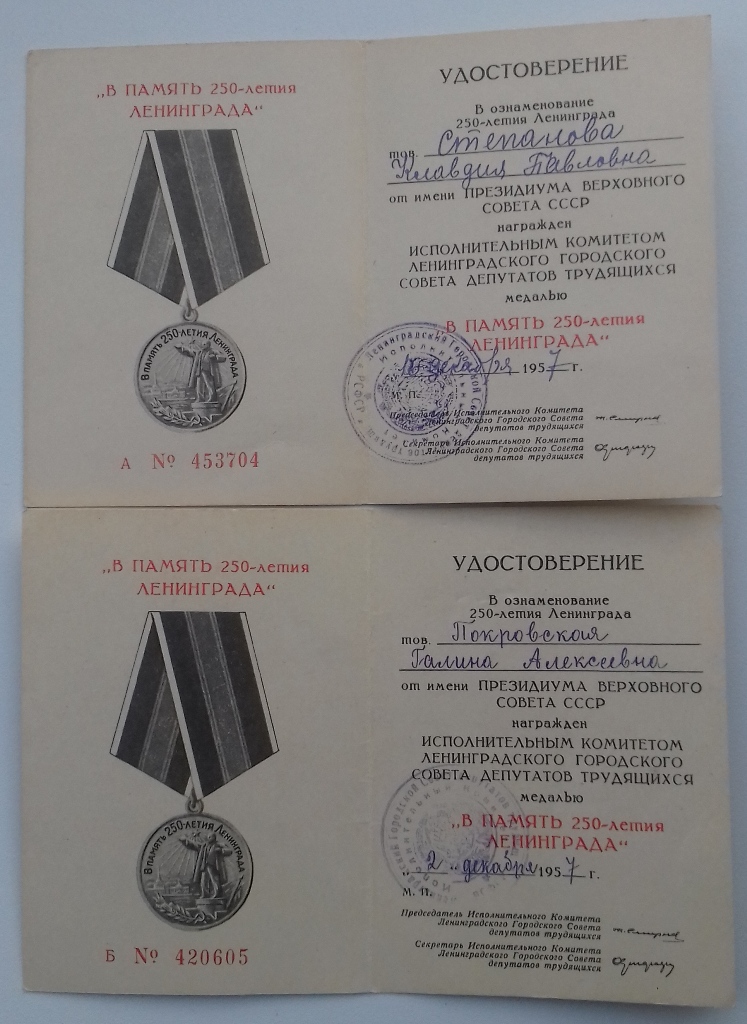 „В ПАМЯТЬ 250-летия
ЛЕНИНГРАДА“
В ПАМЯТЬ 250-ЛЕТИЯ ЛЕНИНГРАДА
А № 453704
УДОСТОВЕРЕНИЕ
В ознаменование
250-летия Ленинграда
тов. Степанова
Клавдия Павловна
от имени ПРЕЗИДИУМА ВЕРХОВНОГО
СОВЕТА СССР
награжден
ИСПОЛНИТЕЛЬНЫМ КОМИТЕТОМ
ЛЕНИНГРАДСКОГО ГОРОДСКОГО
СОВЕТА ДЕПУТАТОВ ТРУДЯЩИХСЯ
медалью
„В ПАМЯТЬ 250-летия
ЛЕНИНГРАДА“
декабря 1957 г.
М. П.
Председатель Исполнительного Комитета
Ленинградского Городского Совета
депутатов трудящихся
Секретарь Исполнительного Комитета
Ленинградского Городского Совета
депутатов трудящихся
„В ПАМЯТЬ 250-летия
ЛЕНИНГРАДА“
В ПАМЯТЬ 250-ЛЕТИЯ ЛЕНИНГРАДА
Б № 420605
УДОСТОВЕРЕНИЕ
В ознаменование
250-летия Ленинграда
тов. Покровская
Галина Алексеевна
от имени ПРЕЗИДИУМА ВЕРХОВНОГО
СОВЕТА СССР
награжден
ИСПОЛНИТЕЛЬНЫМ КОМИТЕТОМ
ЛЕНИНГРАДСКОГО ГОРОДСКОГО
СОВЕТА ДЕПУТАТОВ ТРУДЯЩИХСЯ
медалью
„В ПАМЯТЬ 250-летия
ЛЕНИНГРАДА“
„2„ декабря 1957 г.
М. П.
Председатель Исполнительного Комитета
Ленинградского Городского Совета
депутатов трудящихся
Секретарь Исполнительного Комитета
Ленинградского Городского Совета
депутатов трудящихся